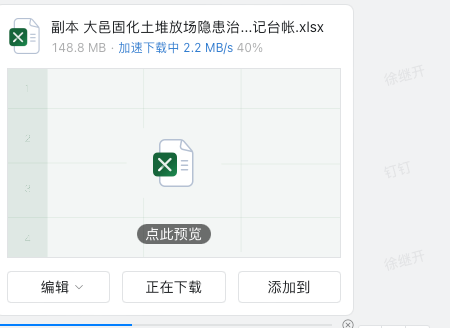 副本 大邑固化土堆放场隐患治...记台帐.xlsx
148.8 MB · 加速下载中 2.2 MB/s 40%
徐继开
1
2
钉钉
3
点此预览
4
徐继开
编辑
正在下载
添加到